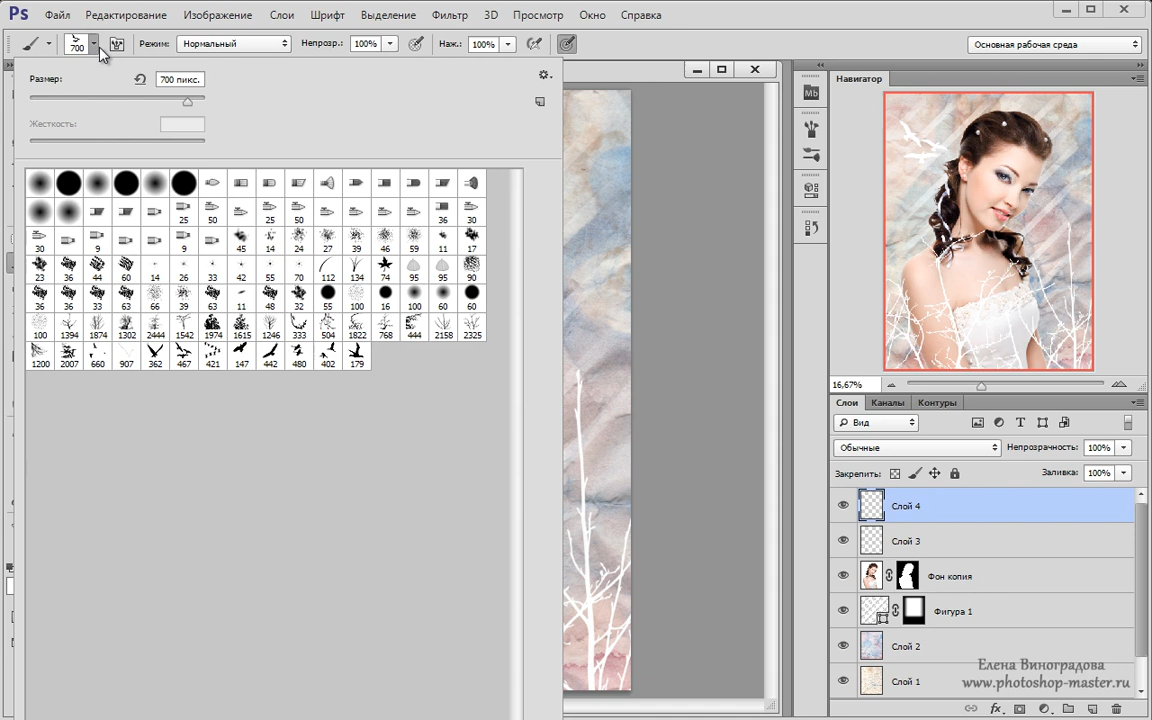 Ps Файл Редактирование Изображение Слои Шрифт Выделение Фильтр 3D Просмотр Окно Справка
700 Режим: Нормальный Непрозр.: 100% Наж.: 100% Основная рабочая среда
Размер: 700 пикс.
Жесткость:
25 50 25 50 36 30
30 9 9 45 14 24 27 39 46 59 11 17
23 36 44 60 14 26 33 42 55 70 112 134 74 95 95 90
36 36 33 63 66 39 63 11 48 32 55 100 16 100 60 60
100 1394 1874 1302 2444 1542 1974 1615 1246 333 504 1822 768 444 2158 2325
1200 2007 660 907 362 467 421 147 442 480 402 179
Mb
Навигатор
16,67%
Слои Каналы Контуры
Вид
Обычные Непрозрачность: 100%
Закрепить: Заливка: 100%
Слой 4
Слой 3
Фон копия
Фигура 1
Слой 2
Слой 1
Елена Виноградова
www.photoshop-master.ru
fx